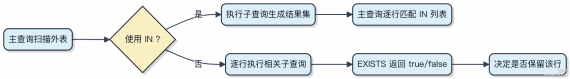 主查询扫描外表
使用 IN ?
是
执行子查询生成结果集
主查询逐行匹配 IN 列表
否
逐行执行相关子查询
EXISTS 返回 true/false
决定是否保留该行